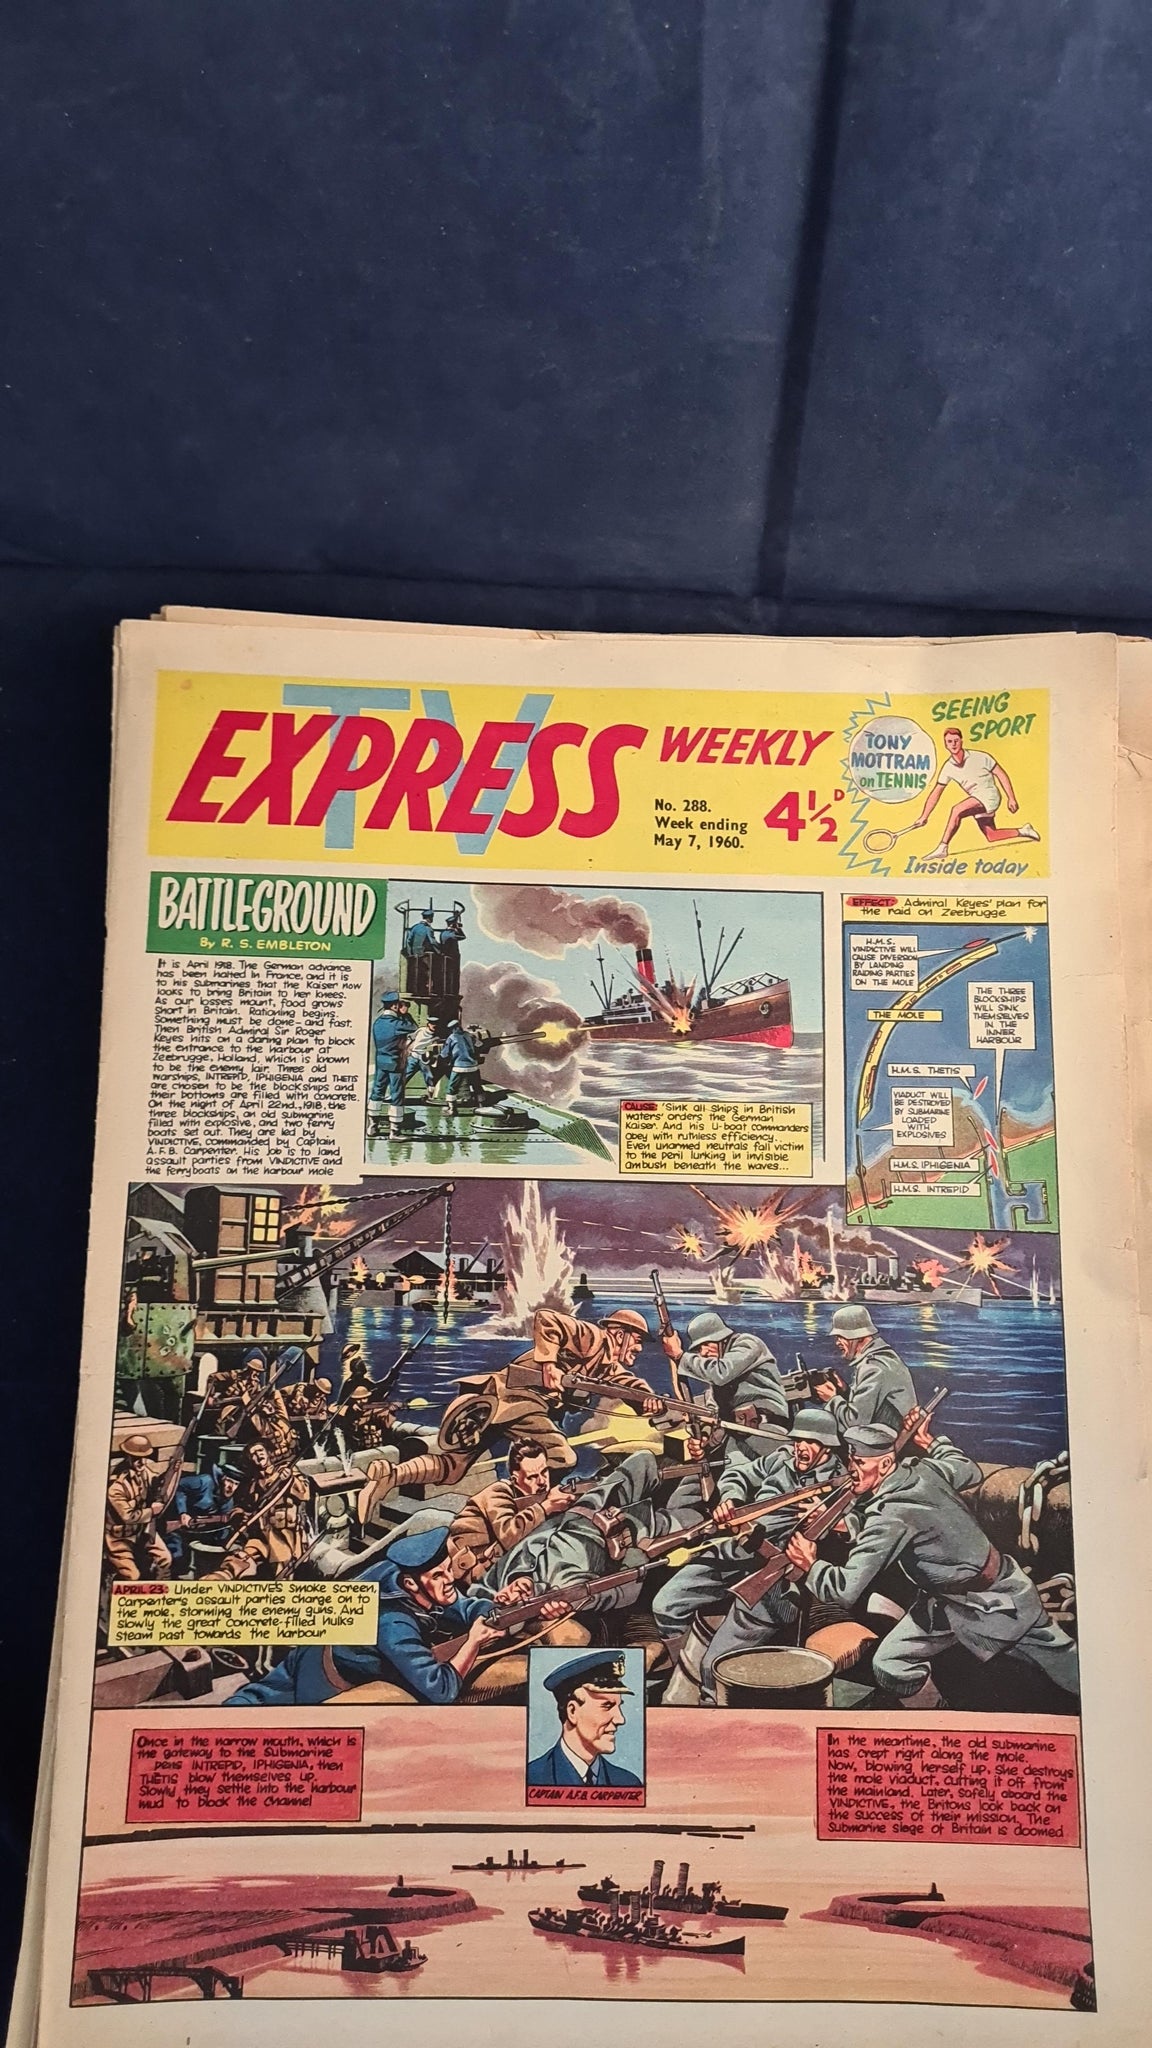 TV
EXPRESS WEEKLY
No. 288.
Week ending
May 7, 1960.
4½D
SEEING
SPORT
TONY
MOTTRAM
on TENNIS
Inside today
BATTLEGROUND
By R. S. EMBLETON
It is April 1918. The German advance
has been halted in France, and it is
to his submarines that the Kaiser now
looks to bring Britain to her knees.
As our losses mount, food grows
short in Britain. Rationing begins.
Something must be done – and fast.
Then British Admiral Sir Roger
Keyes hits on a daring plan to block
the entrance to the harbour at
Zeebrugge, Holland, which is known
to be the enemy lair. Three old
warships, INTREPID, IPHIGENIA and THETIS
are chosen to be the blockships and
their bottoms are filled with concrete.
On the night of April 22nd., 1918, the
three blockships, an old submarine
filled with explosive, and two ferry
boats set out. They are led by
VINDICTIVE, commanded by Captain
A.F.B. Carpenter. His job is to land
assault parties from VINDICTIVE and
the ferryboats on the harbour mole
CAUSE: 'Sink all ships in British
waters' orders the German
Kaiser. And his U-boat commanders
obey with ruthless efficiency.
Even unarmed neutrals fall victim
to the peril lurking in invisible
ambush beneath the waves...
EFFECT: Admiral Keyes' plan for
the raid on Zeebrugge
H.M.S.
VINDICTIVE WILL
CAUSE DIVERSION
BY LANDING
RAIDING PARTIES
ON THE MOLE
THE THREE
BLOCKSHIPS
WILL SINK
THEMSELVES
IN THE
INNER
HARBOUR
THE MOLE
H.M.S. THETIS
VIADUCT WILL
BE DESTROYED
BY SUBMARINE
LOADED
WITH
EXPLOSIVES
H.M.S. IPHIGENIA
H.M.S. INTREPID
APRIL 23: Under VINDICTIVE'S smoke screen,
Carpenter's assault parties charge on to
the mole, storming the enemy guns. And
slowly the great concrete-filled hulks
steam past towards the harbour
Once in the narrow mouth, which is
the gateway to the submarine
pens INTREPID, IPHIGENIA, then
THETIS blow themselves up.
Slowly they settle into the harbour
mud to block the channel
CAPTAIN A.F.B. CARPENTER
In the meantime, the old submarine
has crept right along the mole.
Now, blowing herself up, she destroys
the mole viaduct, cutting it off from
the mainland. Later, safely aboard the
VINDICTIVE, the Britons look back on
the success of their mission. The
submarine siege of Britain is doomed